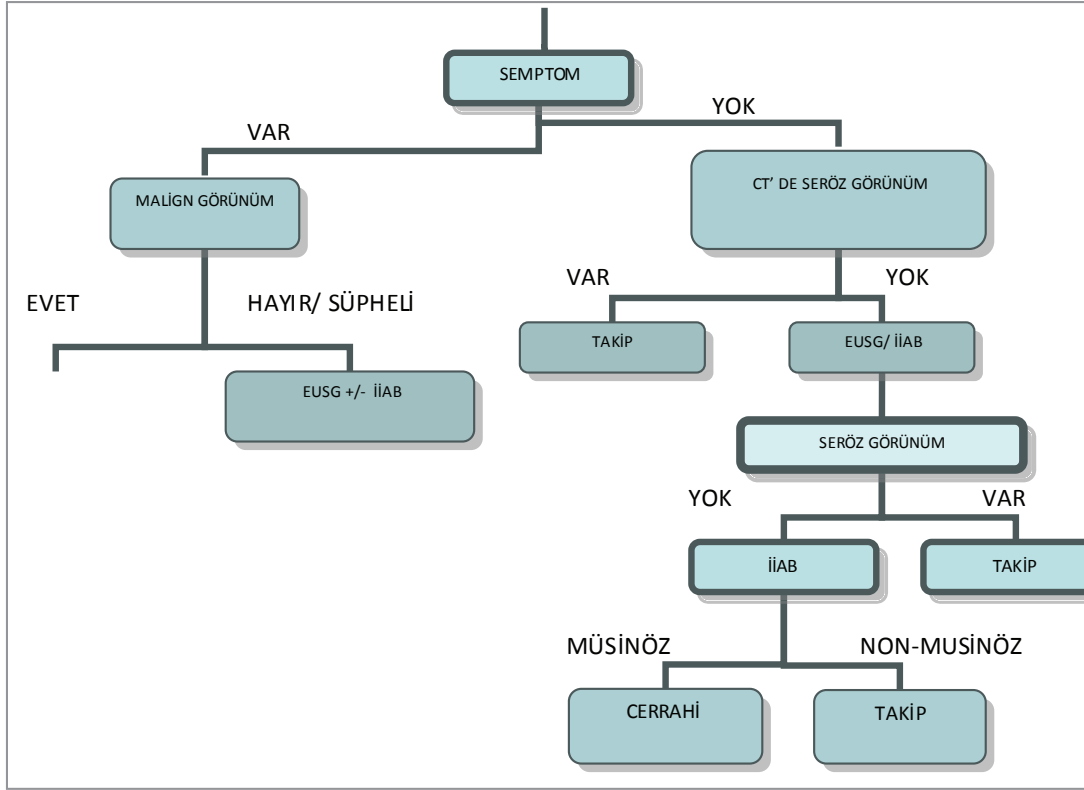 SEMPTOM
VAR
YOK
MALİGN GÖRÜNÜM
CT' DE SERÖZ GÖRÜNÜM
EVET
HAYIR/ SÜPHELİ
VAR
YOK
TAKİP
EUSG/ İİAB
EUSG +/- İİAB
SERÖZ GÖRÜNÜM
YOK
VAR
İİAB
TAKİP
MÜSİNÖZ
NON-MUSİNÖZ
CERRAHİ
TAKİP